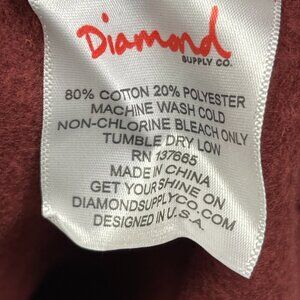 Diamond
SUPPLY CO.
80% COTTON 20% POLYESTER
MACHINE WASH COLD
NON-CHLORINE BLEACH ONLY
TUMBLE DRY LOW
RN 137665
MADE IN CHINA
GET YOUR SHINE ON
DIAMONDSUPPLYCO.COM
DESIGNED IN U.S.A.